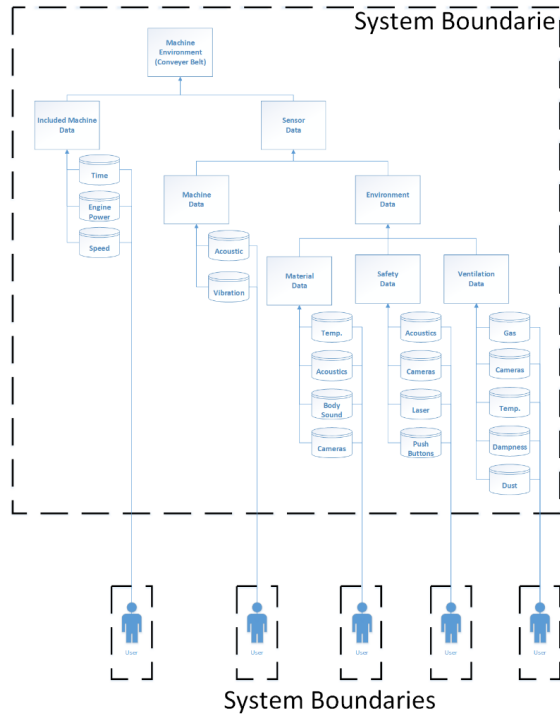 System Boundarie
Machine
Environment
(Conveyer Belt)
Included Machine
Data
Sensor
Data
Time
Engine
Power
Speed
Machine
Data
Environment
Data
Acoustic
Vibration
Material
Data
Safety
Data
Ventilation
Data
Temp.
Acoustics
Body
Sound
Cameras
Acoustics
Cameras
Laser
Push
Buttons
Gas
Cameras
Temp.
Dampness
Dust
User
User
User
User
User
System Boundaries